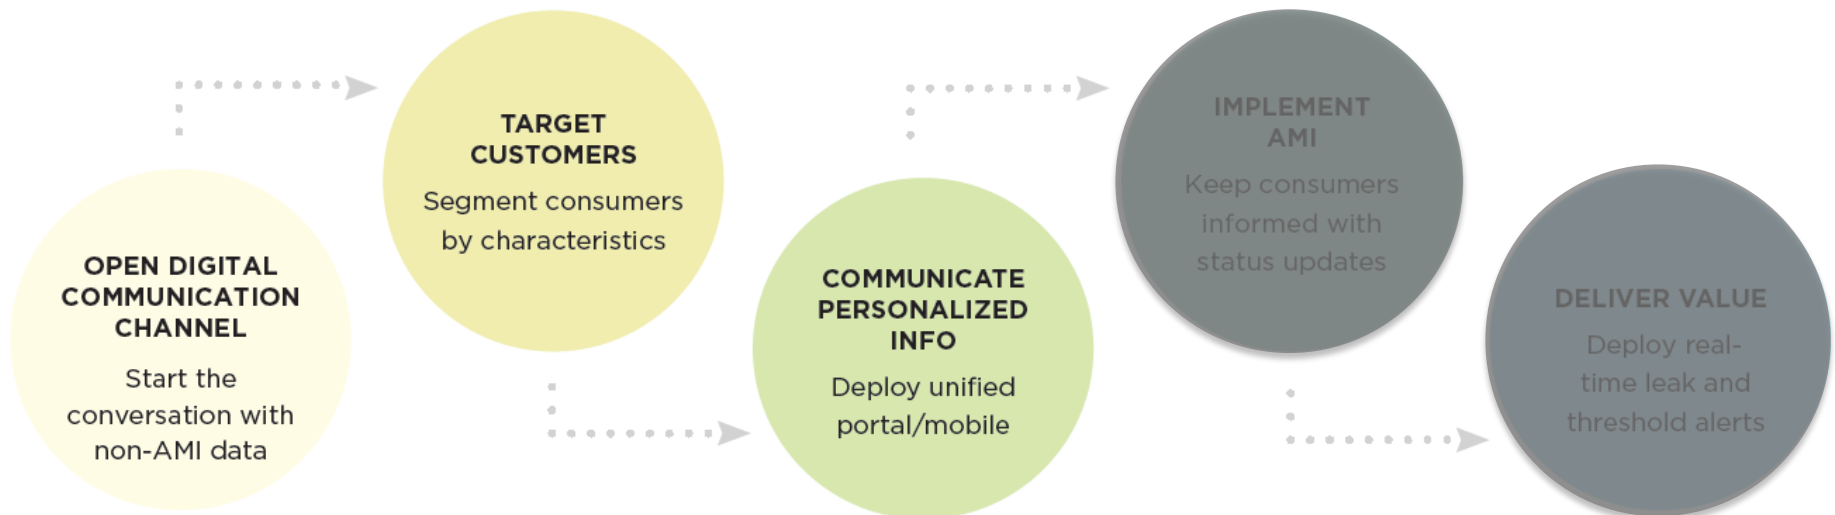 OPEN DIGITAL
COMMUNICATION
CHANNEL
Start the
conversation with
non-AMI data
TARGET
CUSTOMERS
Segment consumers
by characteristics
COMMUNICATE
PERSONALIZED
INFO
Deploy unified
portal/mobile
IMPLEMENT
AMI
Keep consumers
informed with
status updates
DELIVER VALUE
Deploy real-
time leak and
threshold alerts